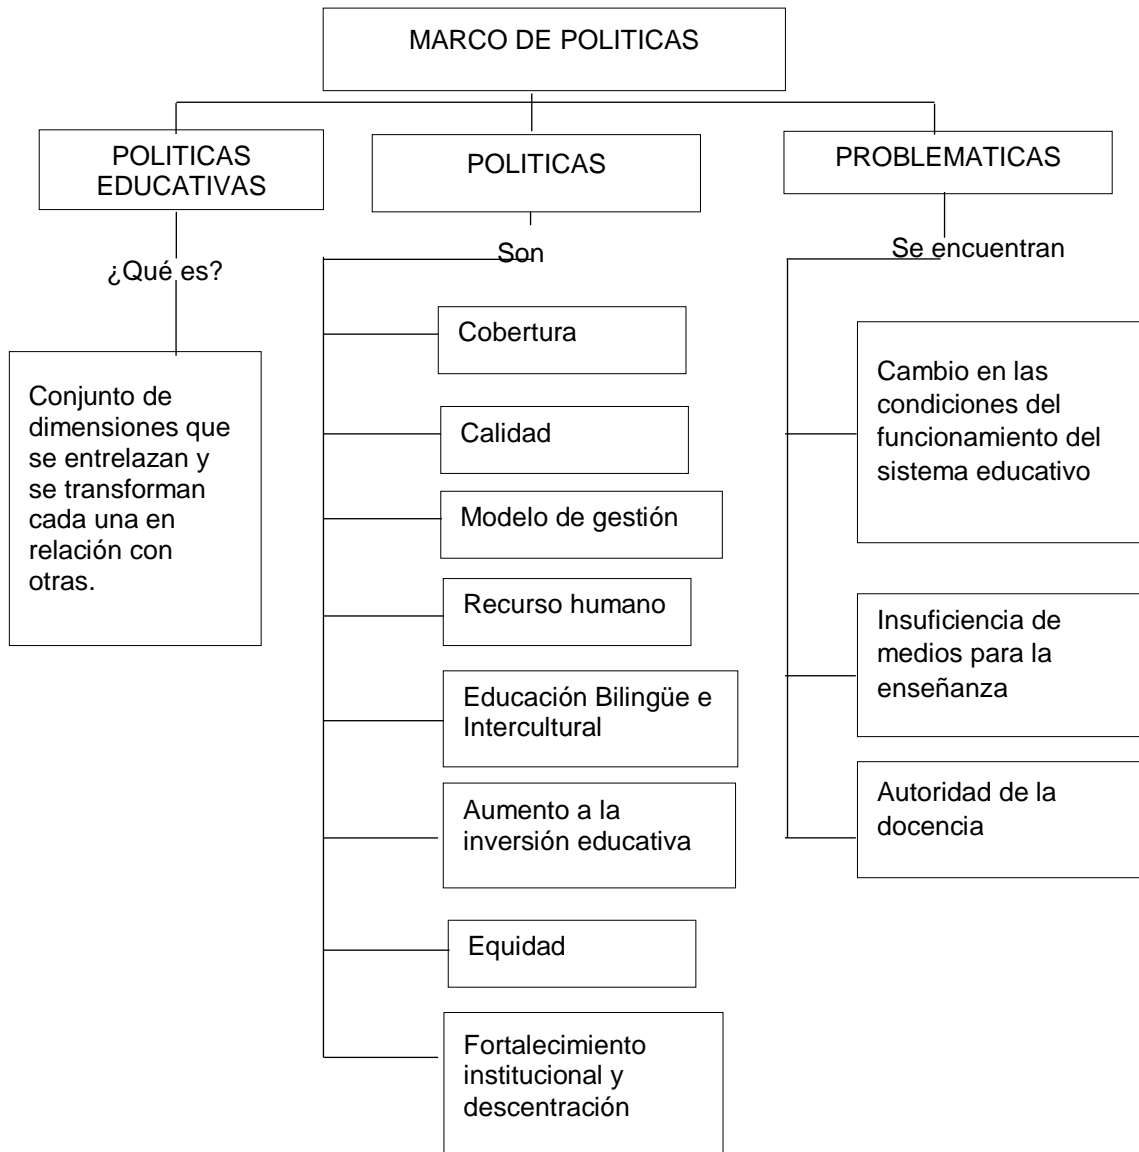 MARCO DE POLITICAS
POLITICAS
EDUCATIVAS
¿Qué es?
Conjunto de
dimensiones que
se entrelazan y
se transforman
cada una en
relación con
otras.
POLITICAS
Son
Cobertura
Calidad
Modelo de gestión
Recurso humano
Educación Bilingüe e
Intercultural
Aumento a la
inversión educativa
Equidad
Fortalecimiento
institucional y
descentración
PROBLEMATICAS
Se encuentran
Cambio en las
condiciones del
funcionamiento del
sistema educativo
Insuficiencia de
medios para la
enseñanza
Autoridad de la
docencia